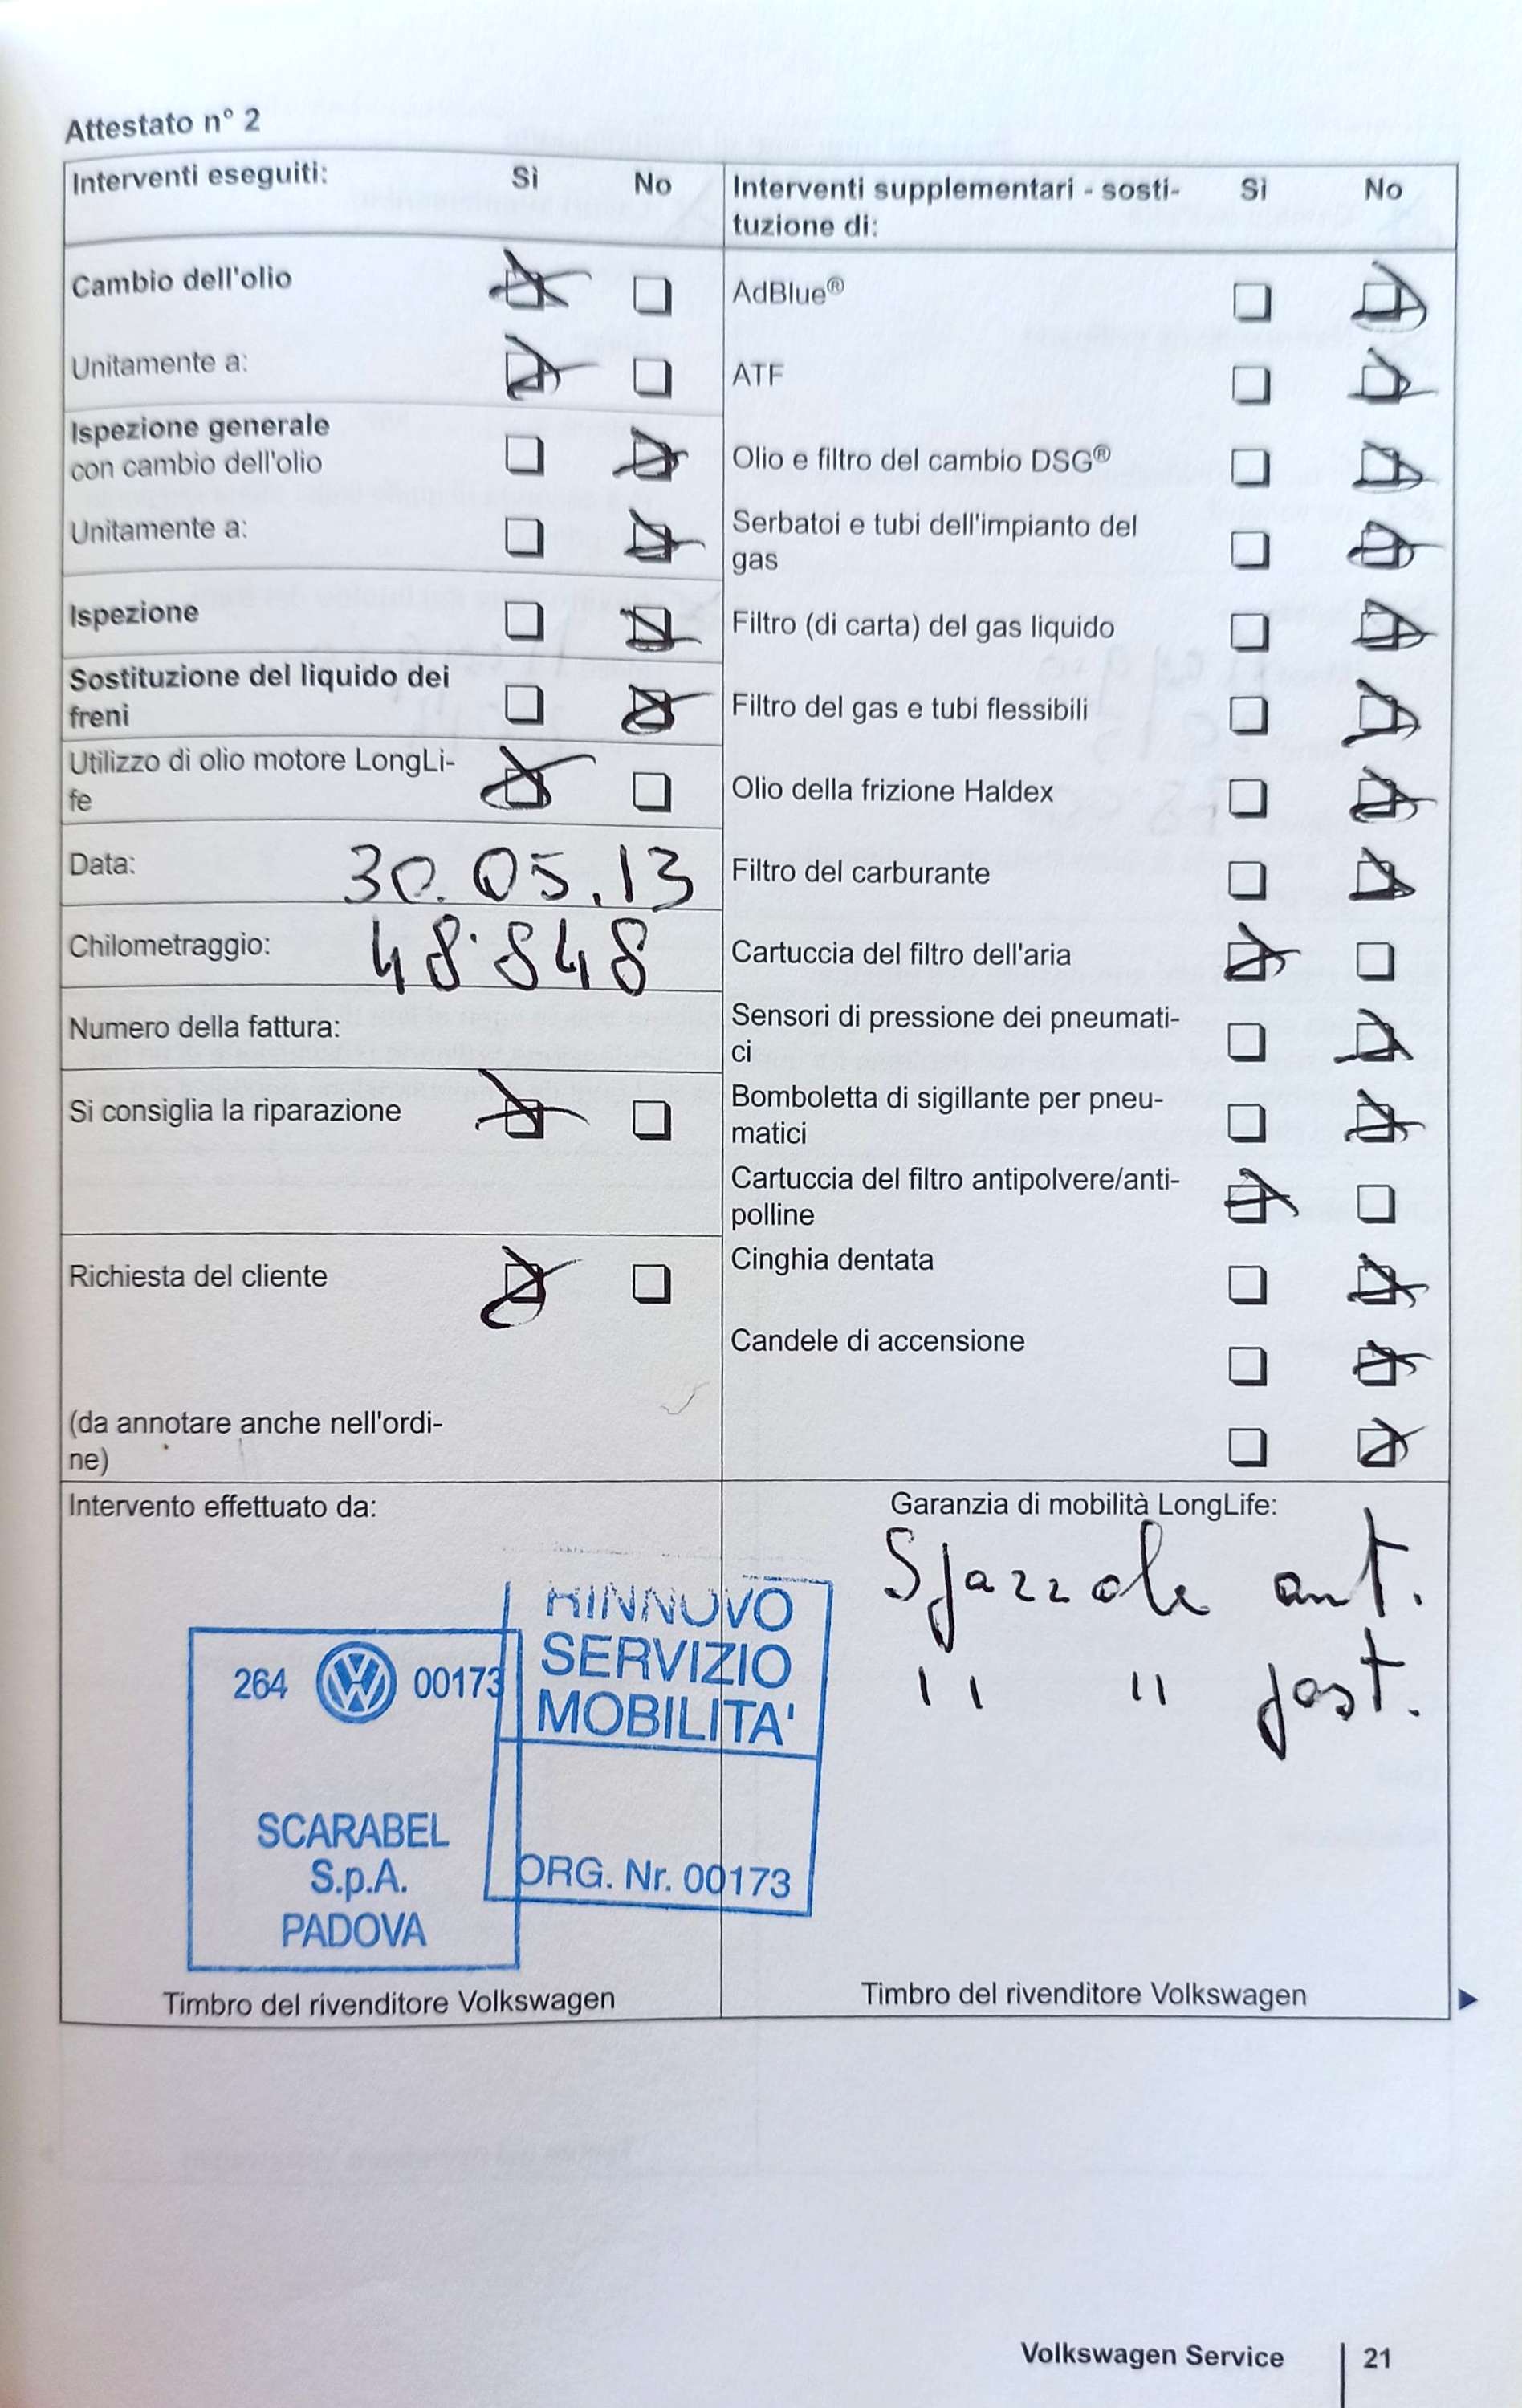 Attestato n° 2
Interventi eseguiti: Sì No
Cambio dell'olio
Unitamente a:
Ispezione generale
con cambio dell'olio
Unitamente a:
Ispezione
Sostituzione del liquido dei
freni
Utilizzo di olio motore LongLi-
fe
Data: 30.05.13
Chilometraggio: 48.848
Numero della fattura:
Si consiglia la riparazione
Richiesta del cliente
(da annotare anche nell'ordi-
ne)
Interventi supplementari - sosti- Sì No
tuzione di:
AdBlue®
ATF
Olio e filtro del cambio DSG®
Serbatoi e tubi dell'impianto del
gas
Filtro (di carta) del gas liquido
Filtro del gas e tubi flessibili
Olio della frizione Haldex
Filtro del carburante
Cartuccia del filtro dell'aria
Sensori di pressione dei pneumati-
ci
Bomboletta di sigillante per pneu-
matici
Cartuccia del filtro antipolvere/anti-
polline
Cinghia dentata
Candele di accensione
Intervento effettuato da:
264 VW 00173
SCARABEL
S.p.A.
PADOVA
RINNOVO
SERVIZIO
MOBILITA'
ORG. Nr. 00173
Timbro del rivenditore Volkswagen
Garanzia di mobilità LongLife:
Spazzole ant.
" " post.
Timbro del rivenditore Volkswagen
Volkswagen Service 21